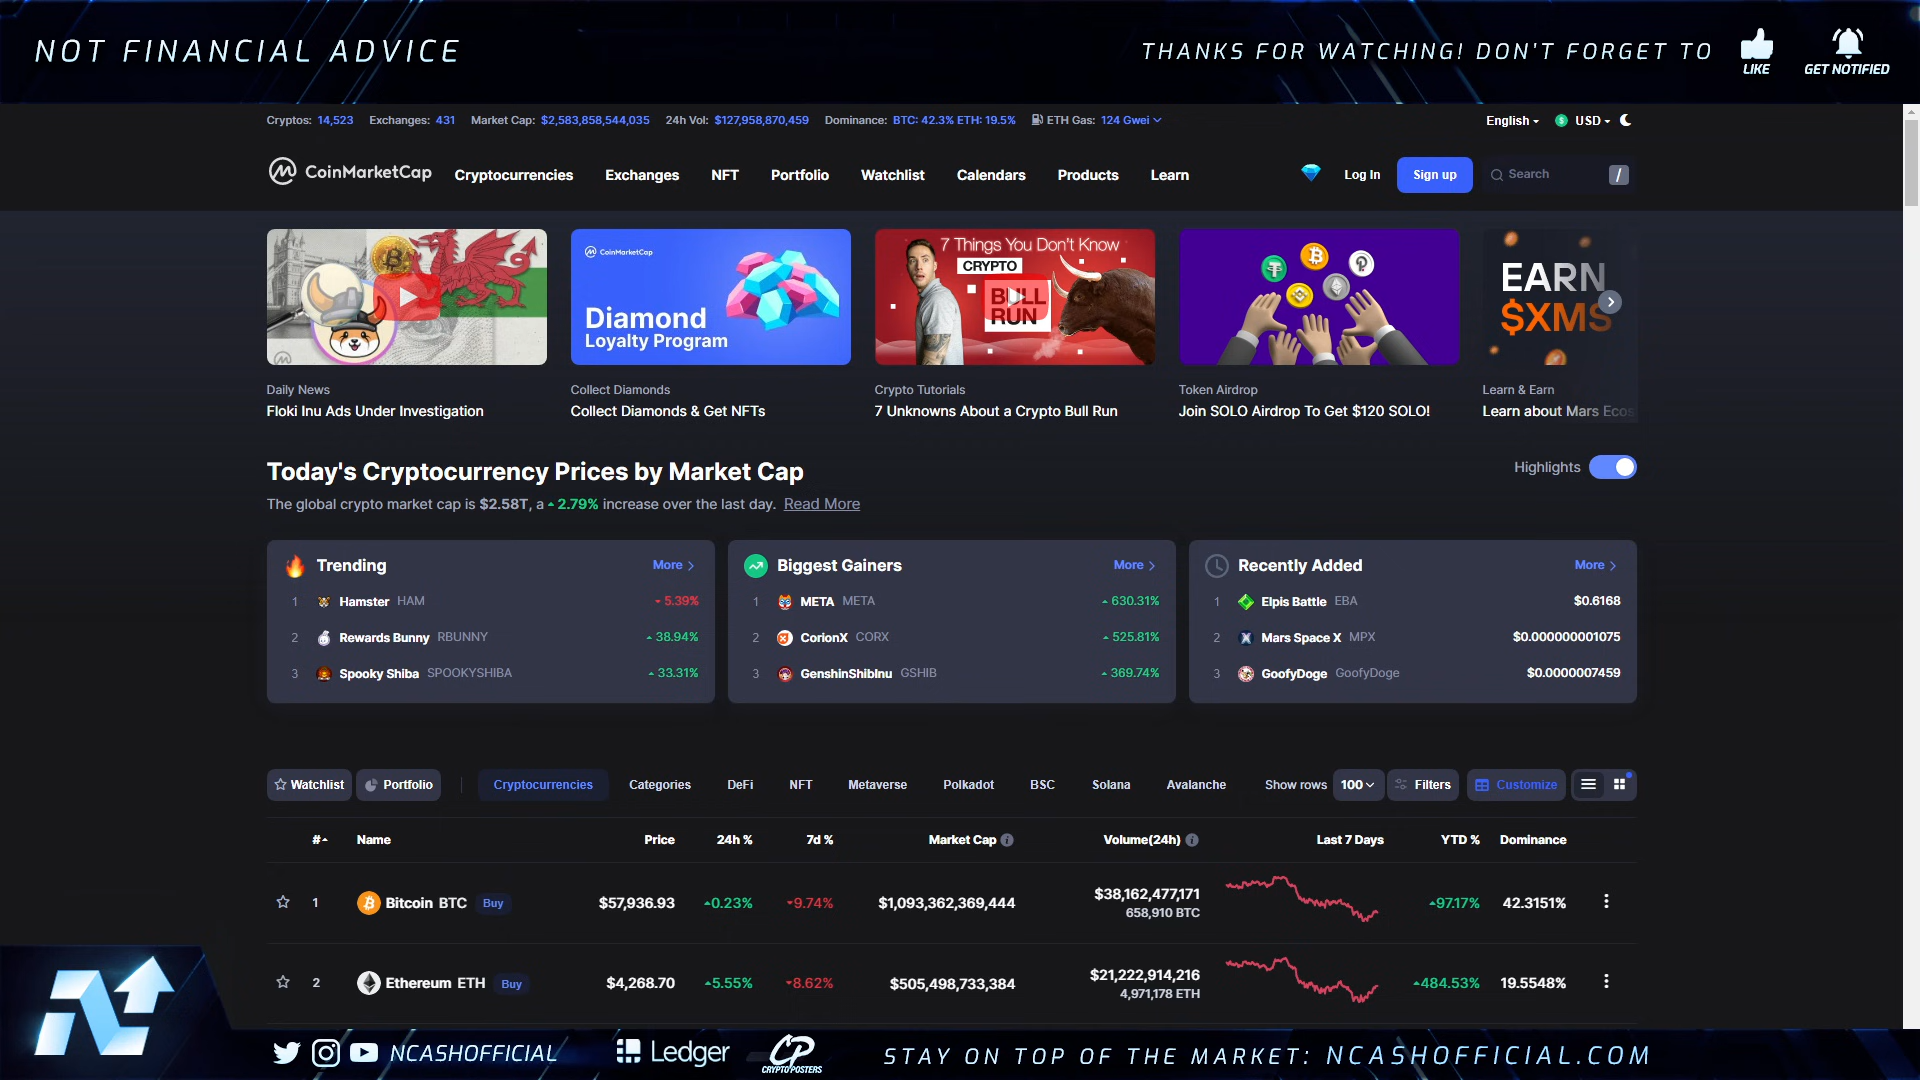 NOT FINANCIAL ADVICE
THANKS FOR WATCHING! DON'T FORGET TO
LIKE
GET NOTIFIED
Cryptos: 14,523 Exchanges: 431 Market Cap: $2,583,858,544,035 24h Vol: $127,958,870,459 Dominance: BTC: 42.3% ETH: 19.5% ETH Gas: 124 Gwei
English $ USD
CoinMarketCap Cryptocurrencies Exchanges NFT Portfolio Watchlist Calendars Products Learn
Log In Sign up Search /
CoinMarketCap
Diamond
Loyalty Program
7 Things You Don't Know
CRYPTO
BULL
RUN
EARN
$XMS
Daily News
Floki Inu Ads Under Investigation
Collect Diamonds
Collect Diamonds & Get NFTs
Crypto Tutorials
7 Unknowns About a Crypto Bull Run
Token Airdrop
Join SOLO Airdrop To Get $120 SOLO!
Learn & Earn
Learn about Mars Ecos
Today's Cryptocurrency Prices by Market Cap
Highlights
The global crypto market cap is $2.58T, a 2.79% increase over the last day. Read More
Trending More
1 Hamster HAM 5.39%
2 Rewards Bunny RBUNNY 38.94%
3 Spooky Shiba SPOOKYSHIBA 33.31%
Biggest Gainers More
1 META META 630.31%
2 CorionX CORX 525.81%
3 GenshinShibInu GSHIB 369.74%
Recently Added More
1 Elpis Battle EBA $0.6168
2 Mars Space X MPX $0.000000001075
3 GoofyDoge GoofyDoge $0.0000007459
Watchlist Portfolio Cryptocurrencies Categories DeFi NFT Metaverse Polkadot BSC Solana Avalanche Show rows 100 Filters Customize
# Name Price 24h % 7d % Market Cap Volume(24h) Last 7 Days YTD % Dominance
1 Bitcoin BTC Buy $57,936.93 0.23% 9.74% $1,093,362,369,444 $38,162,477,171 97.17% 42.3151%
658,910 BTC
2 Ethereum ETH Buy $4,268.70 5.55% 8.62% $505,498,733,384 $21,222,914,216 484.53% 19.5548%
4,971,178 ETH
NCASHOFFICIAL
Ledger
CP
CRYPTO POSTERS
STAY ON TOP OF THE MARKET: NCASHOFFICIAL.COM